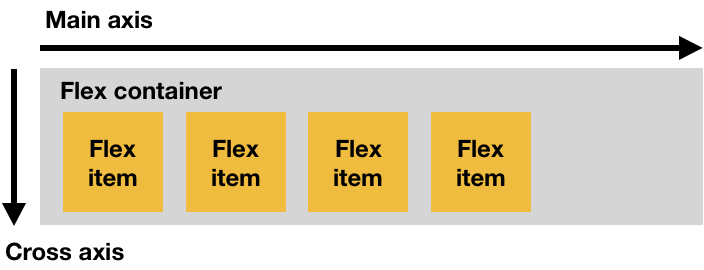 Main axis
Flex container
Flex
item
Flex
item
Flex
item
Flex
item
Cross axis